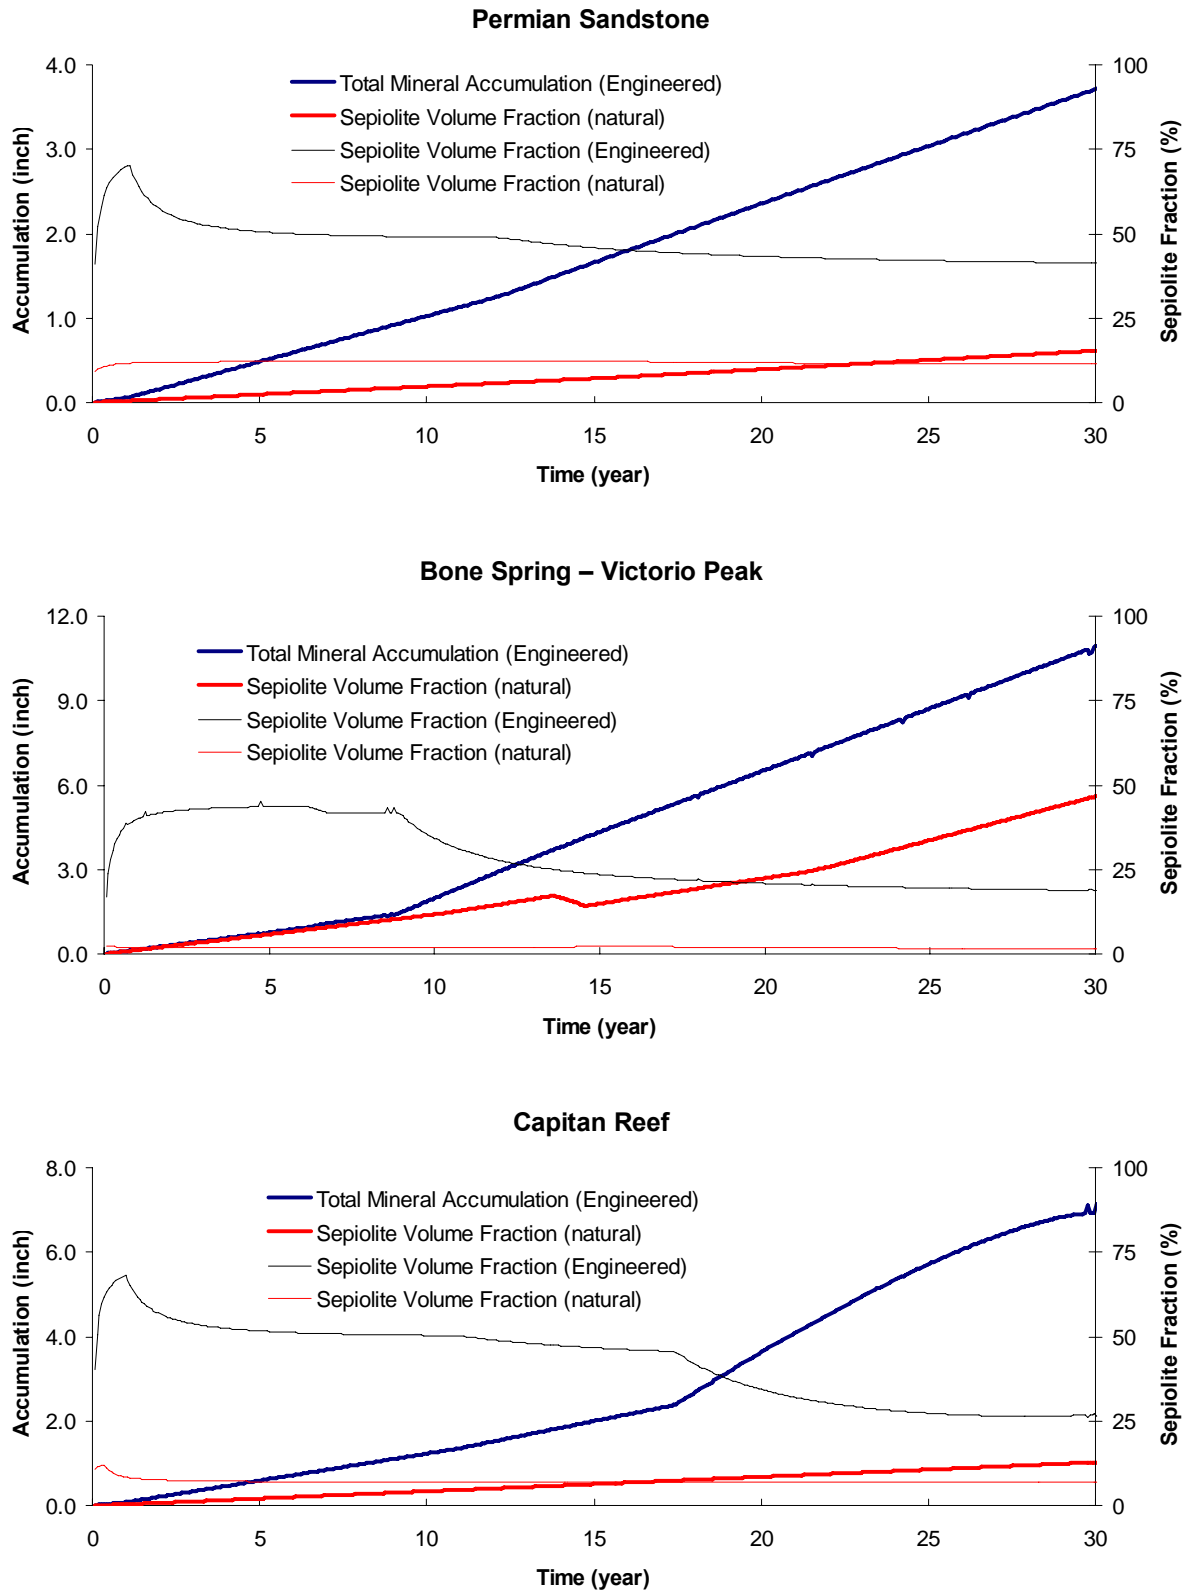 Permian Sandstone
4.0
3.0
2.0
1.0
0.0
Accumulation (inch)
Total Mineral Accumulation (Engineered)
Sepiolite Volume Fraction (natural)
Sepiolite Volume Fraction (Engineered)
Sepiolite Volume Fraction (natural)
100
75
50
25
0
Sepiolite Fraction (%)
0 5 10 15 20 25 30
Time (year)
Bone Spring – Victorio Peak
12.0
9.0
6.0
3.0
0.0
Accumulation (inch)
Total Mineral Accumulation (Engineered)
Sepiolite Volume Fraction (natural)
Sepiolite Volume Fraction (Engineered)
Sepiolite Volume Fraction (natural)
100
75
50
25
0
Sepiolite Fraction (%)
0 5 10 15 20 25 30
Time (year)
Capitan Reef
8.0
6.0
4.0
2.0
0.0
Accumulation (inch)
Total Mineral Accumulation (Engineered)
Sepiolite Volume Fraction (natural)
Sepiolite Volume Fraction (Engineered)
Sepiolite Volume Fraction (natural)
100
75
50
25
0
Sepiolite Fraction (%)
0 5 10 15 20 25 30
Time (year)